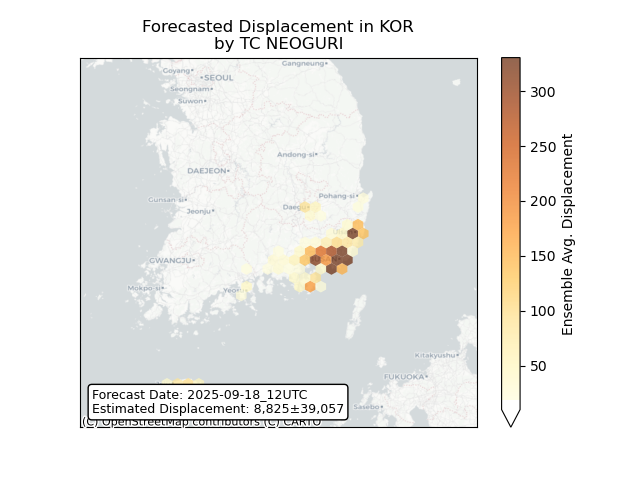 Forecasted Displacement in KOR
by TC NEOGURI
Gangneung
Goyang
SEOUL
Seongnam
Suwon
Andong-si
DAEJEON
Pohang-si
Gunsan-si
Daegu
Jeonju
GWANGJU
Mokpo-si
Yeo
Kitakyushu
FUKUOKA
Sasebo
Forecast Date: 2025-09-18_12UTC
Estimated Displacement: 8,825±39,057
(C) OpenStreetMap contributors (C) CARTO
300
250
200
150
100
50
Ensemble Avg. Displacement